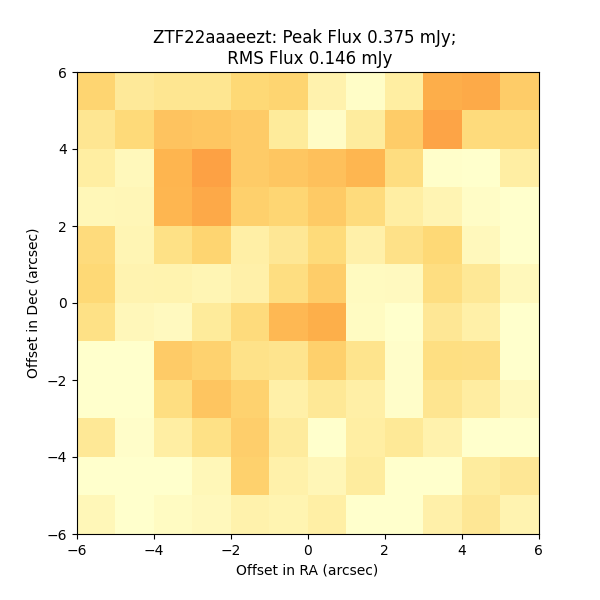 ZTF22aaaeezt: Peak Flux 0.375 mJy;
RMS Flux 0.146 mJy
6
4
2
0
−2
−4
−6
Offset in Dec (arcsec)
−6 −4 −2 0 2 4 6
Offset in RA (arcsec)